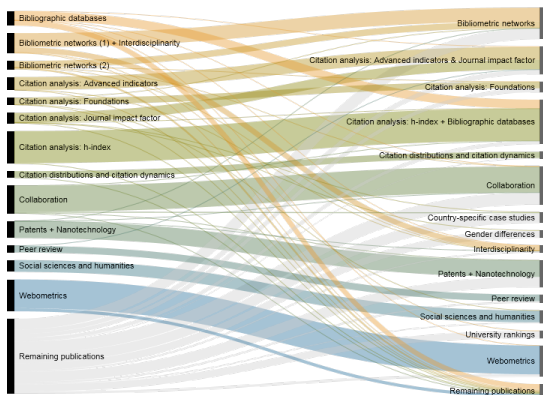 Bibliographic databases
Bibliometric networks (1) + Interdisciplinarity
Bibliometric networks (2)
Citation analysis: Advanced indicators
Citation analysis: Foundations
Citation analysis: Journal impact factor
Citation analysis: h-index
Citation distributions and citation dynamics
Collaboration
Patents + Nanotechnology
Peer review
Social sciences and humanities
Webometrics
Remaining publications
Bibliometric networks
Citation analysis: Advanced indicators & Journal impact factor
Citation analysis: Foundations
Citation analysis: h-index + Bibliographic databases
Citation distributions and citation dynamics
Collaboration
Country-specific case studies
Gender differences
Interdisciplinarity
Patents + Nanotechnology
Peer review
Social sciences and humanities
University rankings
Webometrics
Remaining publications